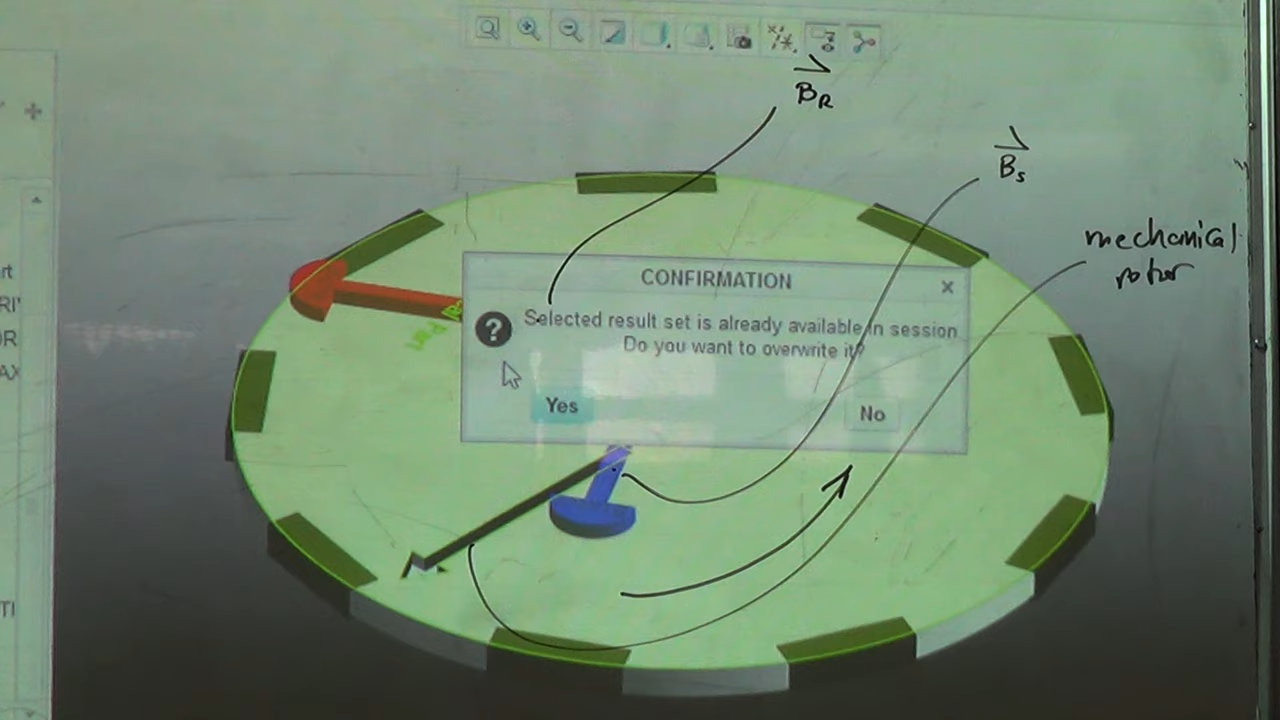 B_R
B_s
mechanical
rotor
CONFIRMATION
Selected result set is already available in session
Do you want to overwrite it?
Yes
No